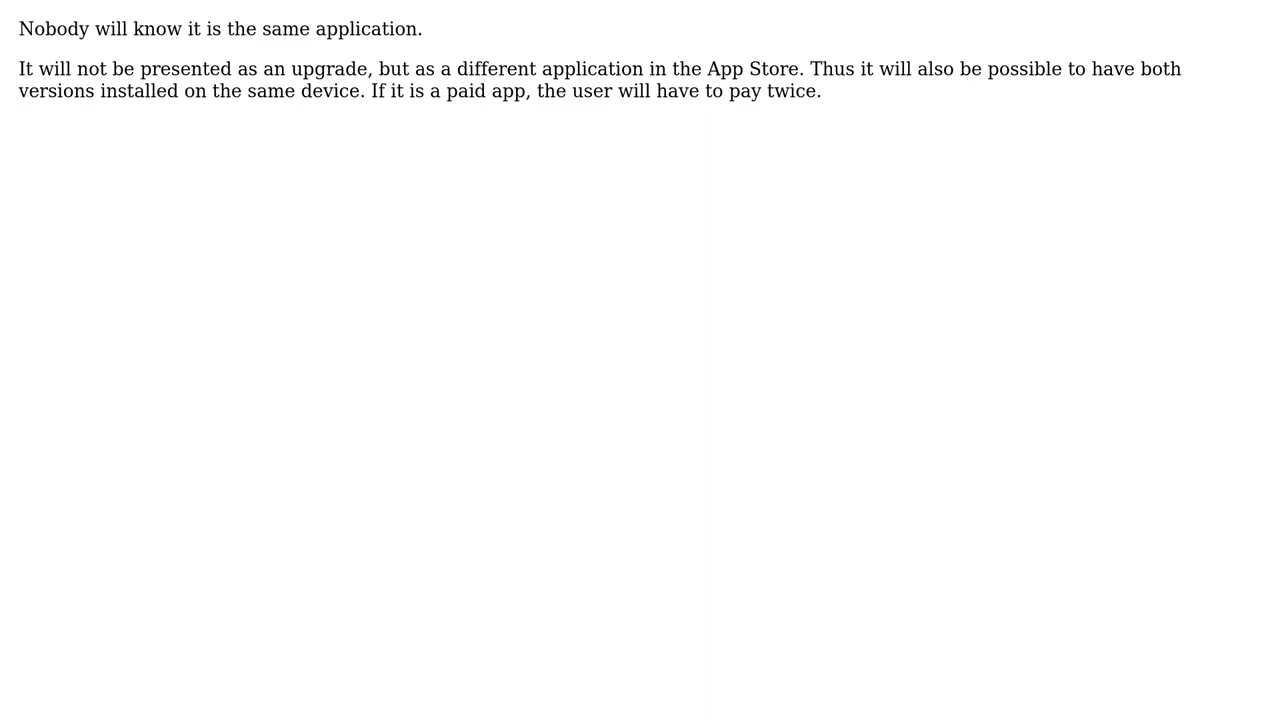 Nobody will know it is the same application.
It will not be presented as an upgrade, but as a different application in the App Store. Thus it will also be possible to have both
versions installed on the same device. If it is a paid app, the user will have to pay twice.